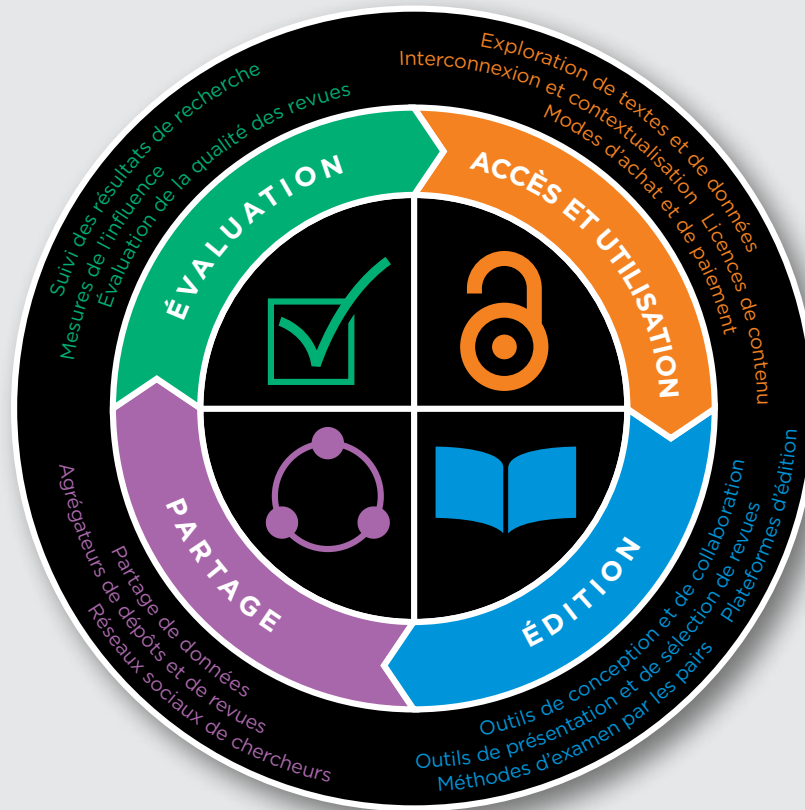 Suivi des résultats de recherche
Mesures de l'influence
Évaluation de la qualité des revues
ÉVALUATION
Exploration de textes et de données
Interconnexion et contextualisation
Licences de contenu
Modes d'achat et de paiement
ACCÈS ET UTILISATION
ÉDITION
Outils de conception et de collaboration
Outils de présentation et de sélection de revues
Méthodes d'examen par les pairs
Plateformes d'édition
PARTAGE
Partage de données
Agrégateurs de dépôts et de revues
Réseaux sociaux de chercheurs